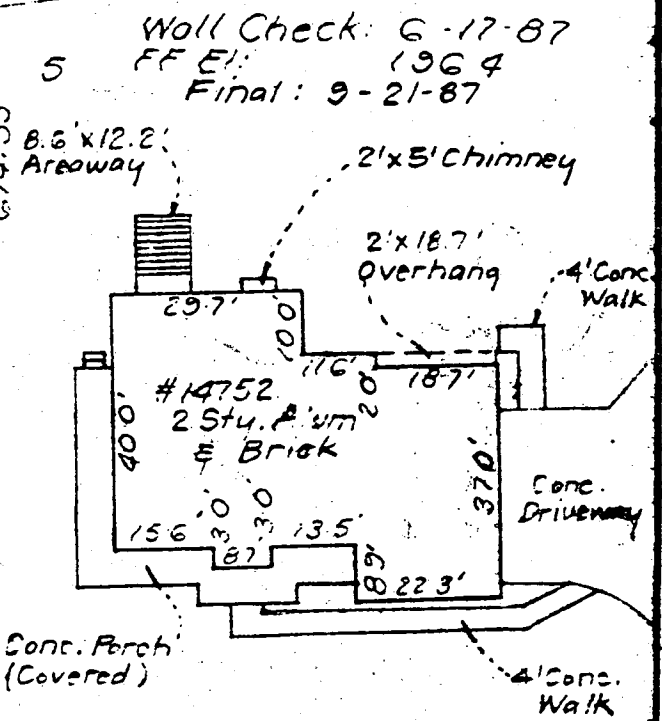 Wall Check: 6-17-87
5 FF El: 196.4
Final: 9-21-87
8.6'x12.2'
Areaway
2'x5' Chimney
2'x18.7'
Overhang
4' Conc.
Walk
29.7'
10.0'
11.6'
2.0'
18.7'
#14752
2 Sty.
& Brick
40.0'
37.0'
Conc.
Driveway
15.6'
3.0'
8.7'
3.0'
13.5'
8.9'
22.3'
Conc. Porch
(Covered)
4' Conc.
Walk